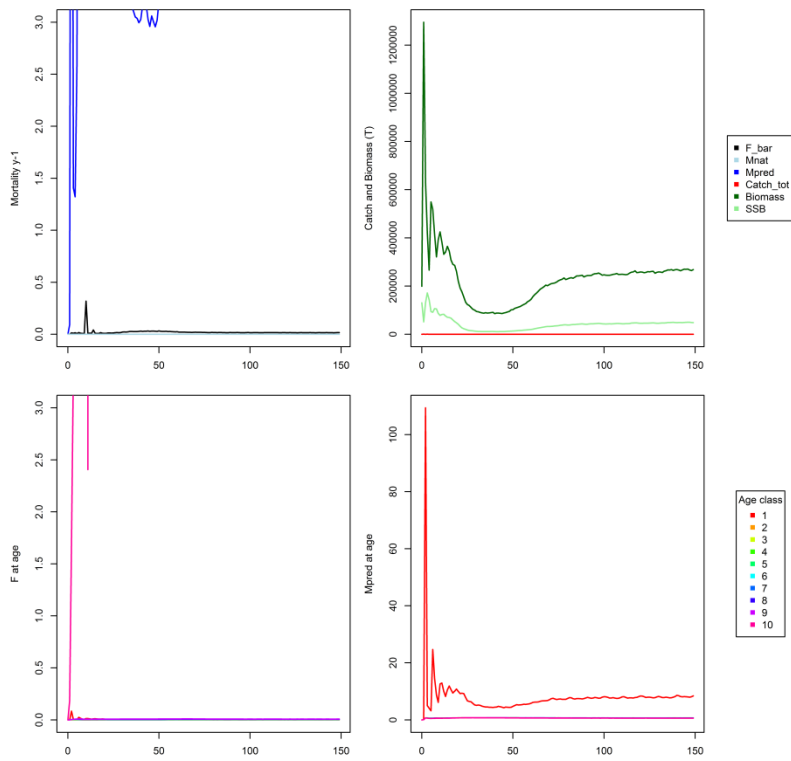 Mortality y-1
0.0 0.5 1.0 1.5 2.0 2.5 3.0
0 50 100 150
Catch and Biomass (T)
0 200000 400000 600000 800000 1000000 1200000
0 50 100 150
F_bar
Mnat
Mpred
Catch_tot
Biomass
SSB
F at age
0.0 0.5 1.0 1.5 2.0 2.5 3.0
0 50 100 150
Mpred at age
0 20 40 60 80 100
0 50 100 150
Age class
1
2
3
4
5
6
7
8
9
10